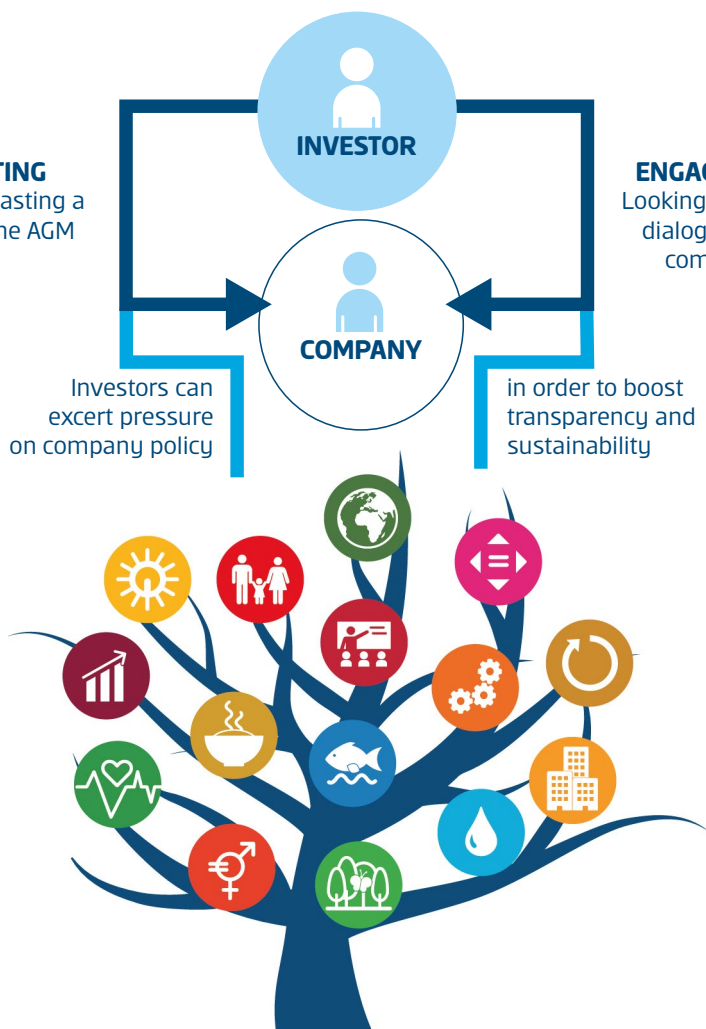 INVESTOR
TING
asting a
ne AGM
ENGAG
Looking
dialog
com
COMPANY
Investors can
excert pressure
on company policy
in order to boost
transparency and
sustainability